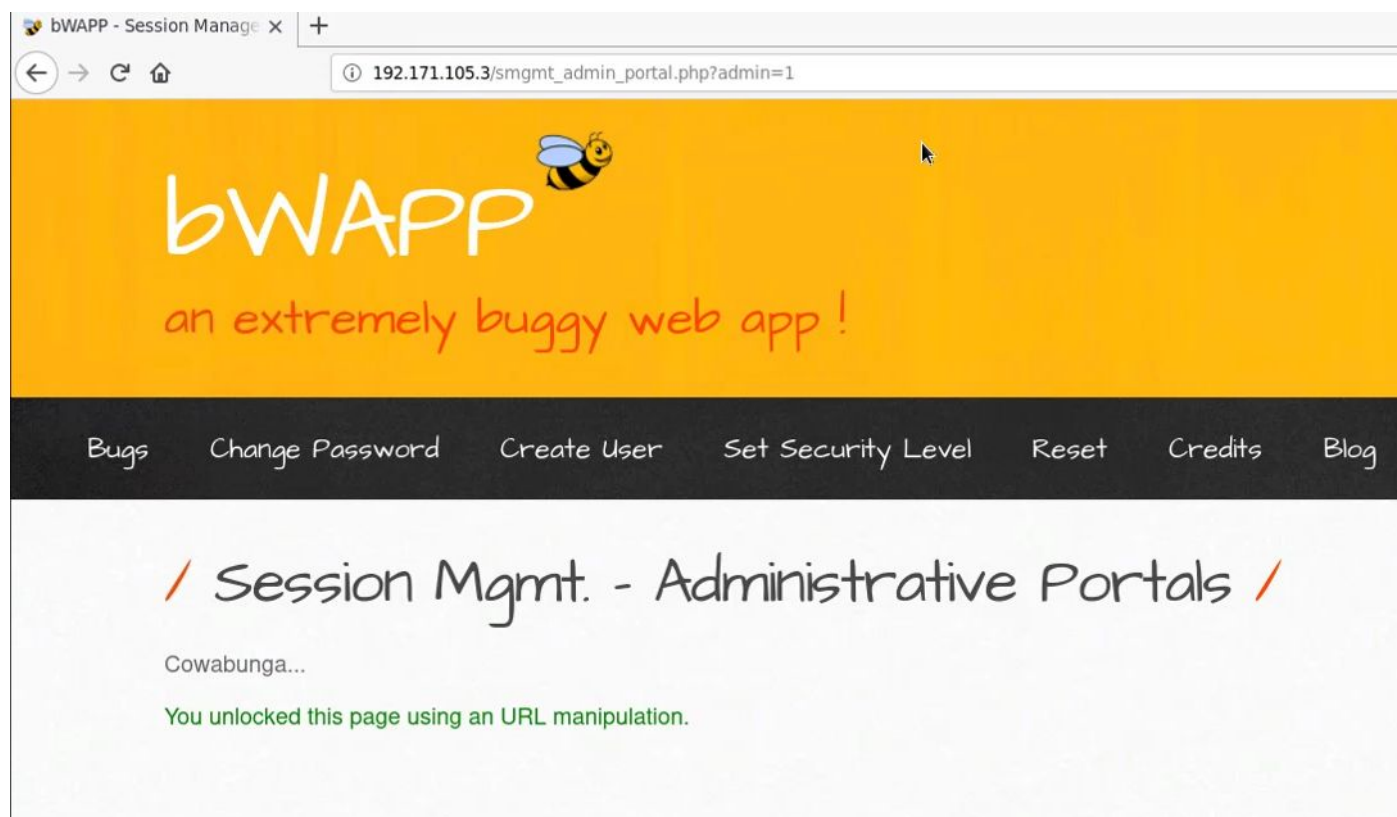 bWAPP - Session Manage
192.171.105.3/smgmt_admin_portal.php?admin=1
bWAPP
an extremely buggy web app !
Bugs Change Password Create User Set Security Level Reset Credits Blog
/ Session Mgmt. - Administrative Portals /
Cowabunga...
You unlocked this page using an URL manipulation.